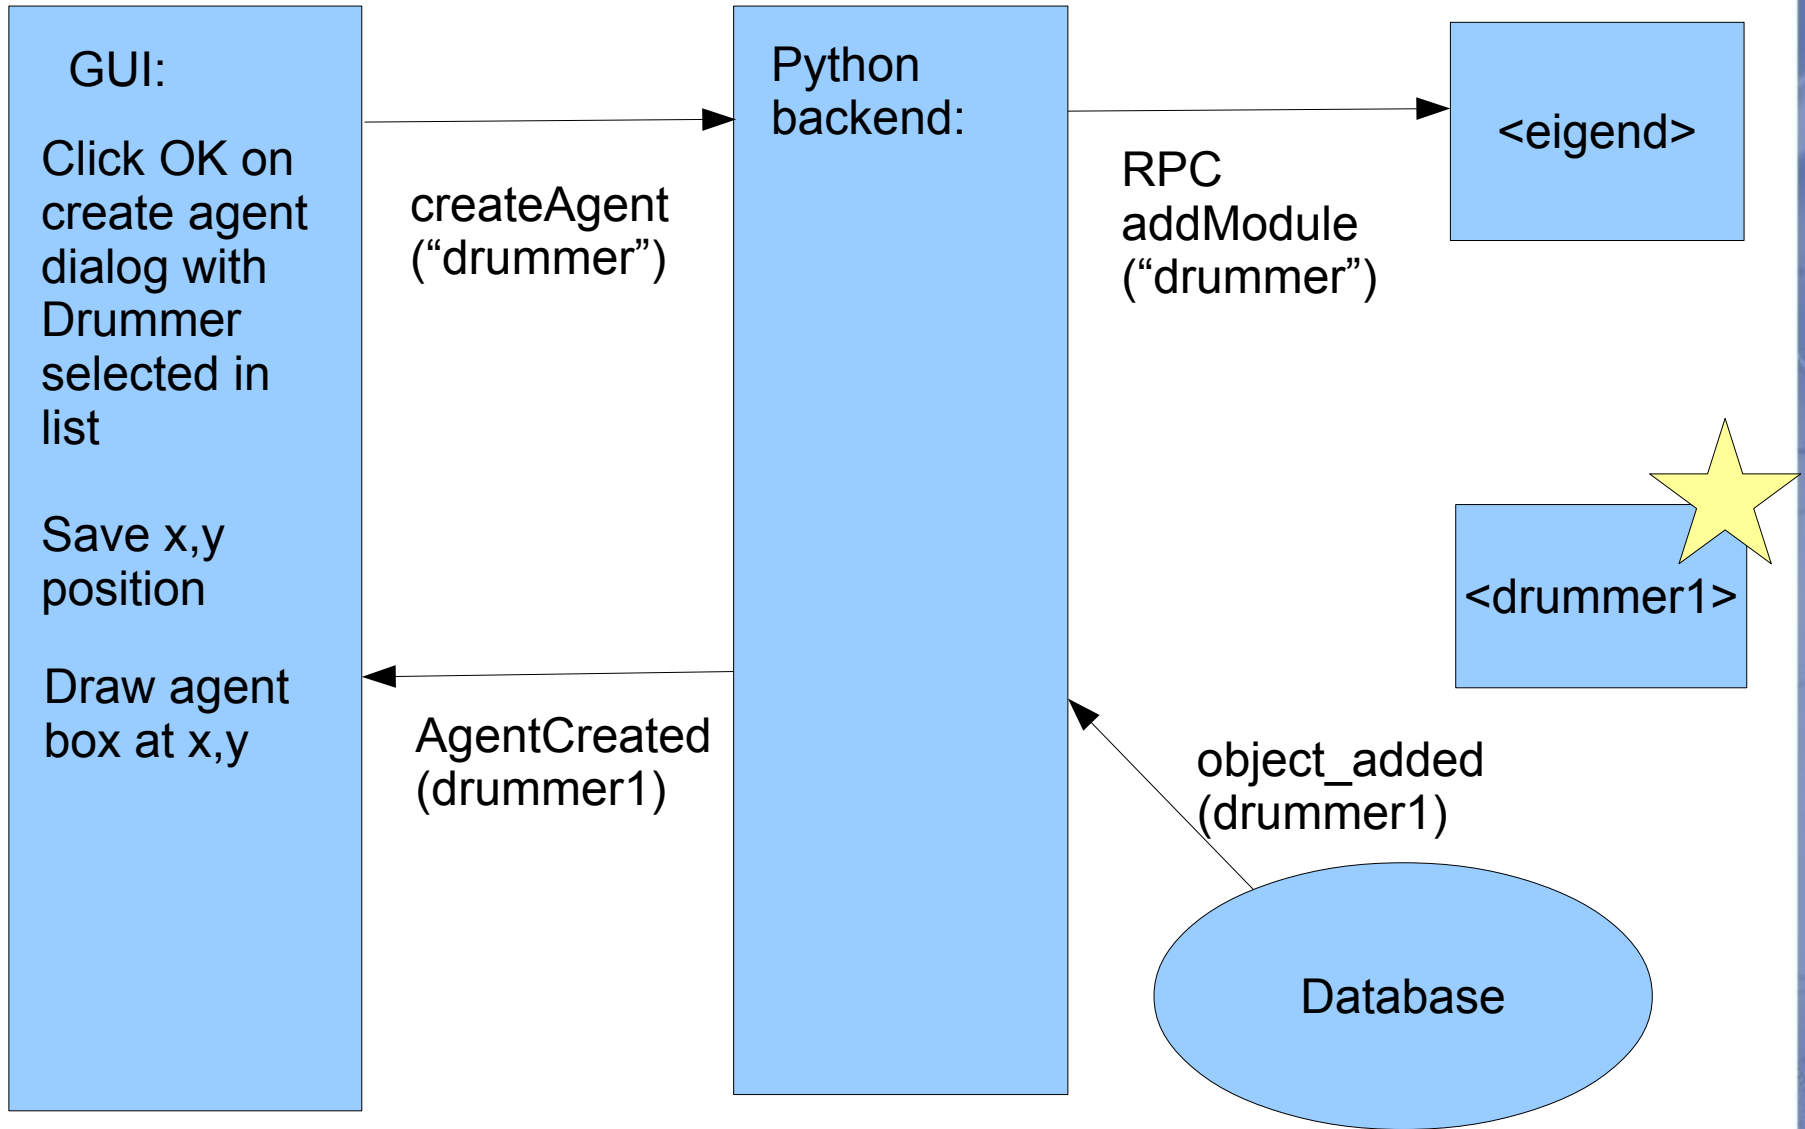 GUI:
Click OK on
create agent
dialog with
Drummer
selected in
list
Save x,y
position
Draw agent
box at x,y
createAgent
(“drummer”)
AgentCreated
(drummer1)
Python
backend:
RPC
addModule
(“drummer”)
<eigend>
<drummer1>
object_added
(drummer1)
Database